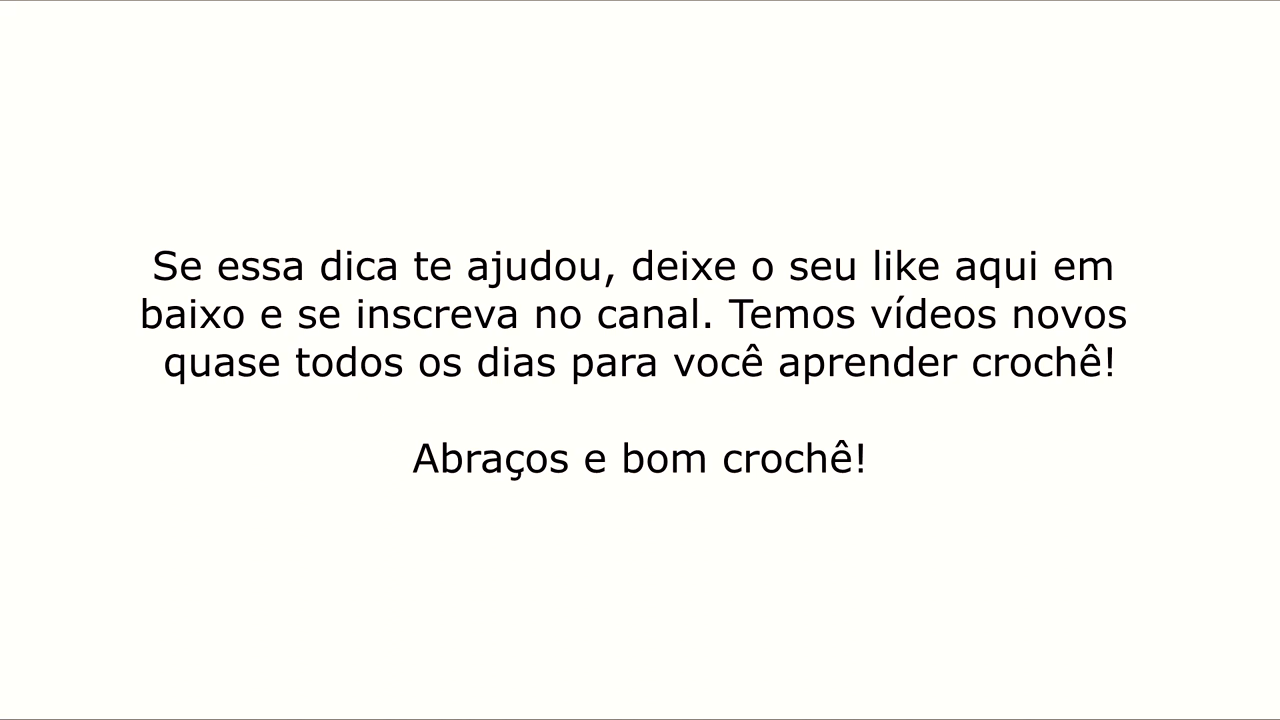 Se essa dica te ajudou, deixe o seu like aqui em
baixo e se inscreva no canal. Temos vídeos novos
quase todos os dias para você aprender crochê!
Abraços e bom crochê!